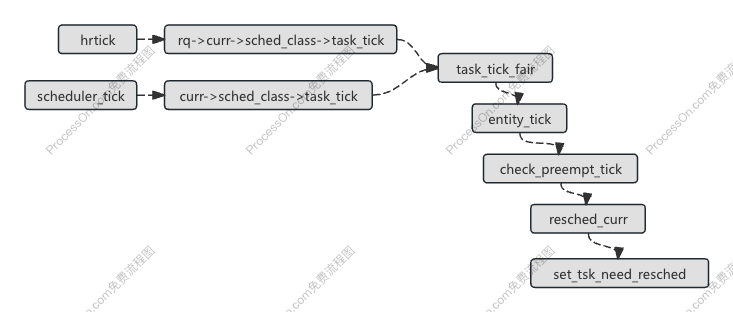 hrtick
rq->curr->sched_class->task_tick
task_tick_fair
scheduler_tick
curr->sched_class->task_tick
entity_tick
check_preempt_tick
resched_curr
set_tsk_need_resched
ProcessOn.com免费流程图
ProcessOn.com免费流程图
ProcessOn.com免费流程图
ProcessOn.com免费流程图
n.com免费流程图
n.com免费流程图
n.com免费流程图
n.com免费流程图